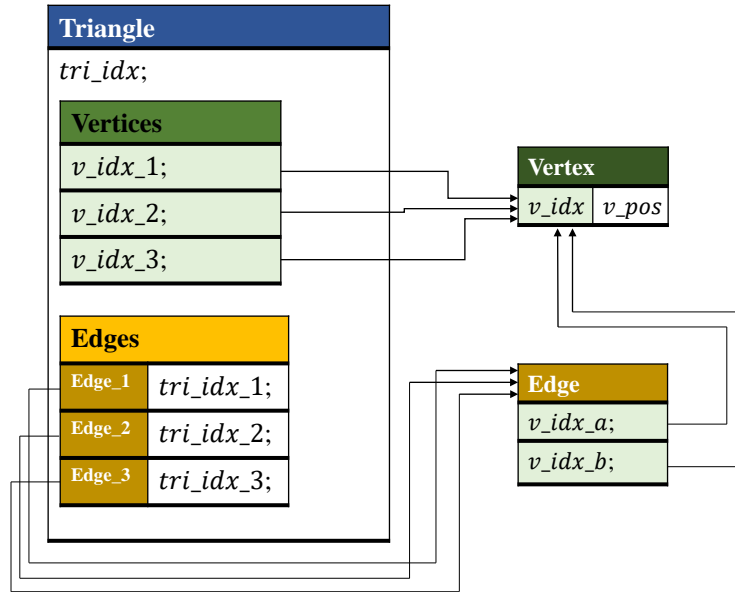 Triangle
tri_idx;
Vertices
v_idx_1;
v_idx_2;
v_idx_3;
Edges
Edge_1 tri_idx_1;
Edge_2 tri_idx_2;
Edge_3 tri_idx_3;
Vertex
v_idx v_pos
Edge
v_idx_a;
v_idx_b;